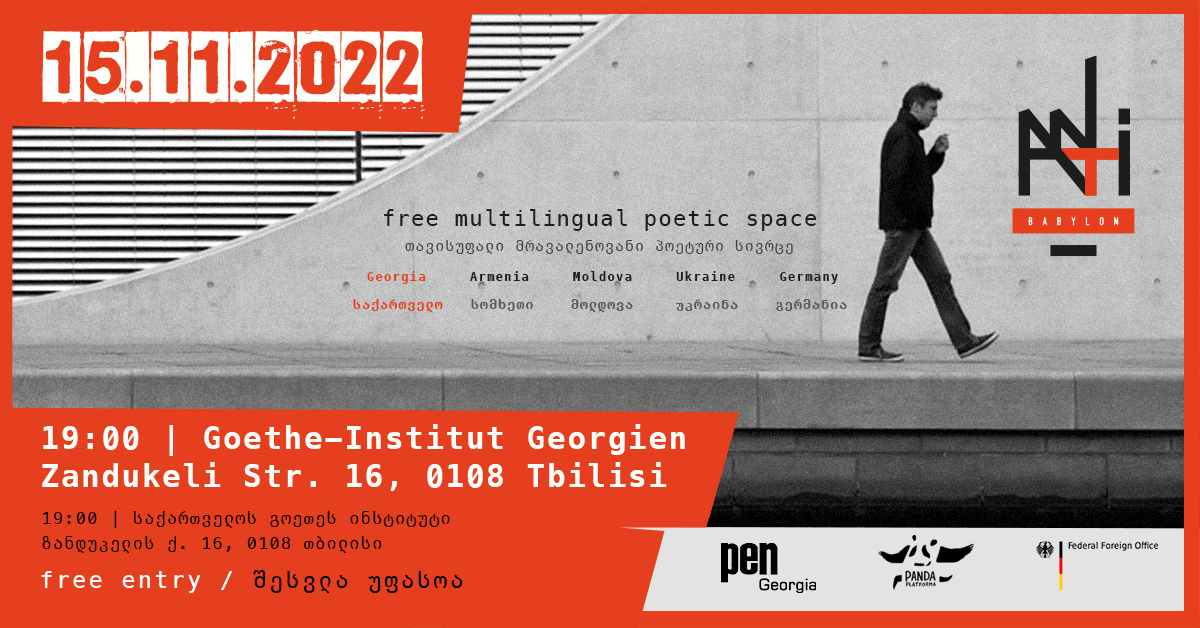 15.11.2022
ANTi
BABYLON
free multilingual poetic space
თავისუფალი მრავალენოვანი პოეტური სივრცე
Georgia Armenia Moldova Ukraine Germany
საქართველო სომხეთი მოლდოვა უკრაინა გერმანია
19:00 | Goethe-Institut Georgien
Zandukeli Str. 16, 0108 Tbilisi
19:00 | საქართველოს გოეთეს ინსტიტუტი
ზანდუკელის ქ. 16, 0108 თბილისი
free entry / შესვლა უფასოა
pen
Georgia
PANDA
PLATFORMA
Federal Foreign Office